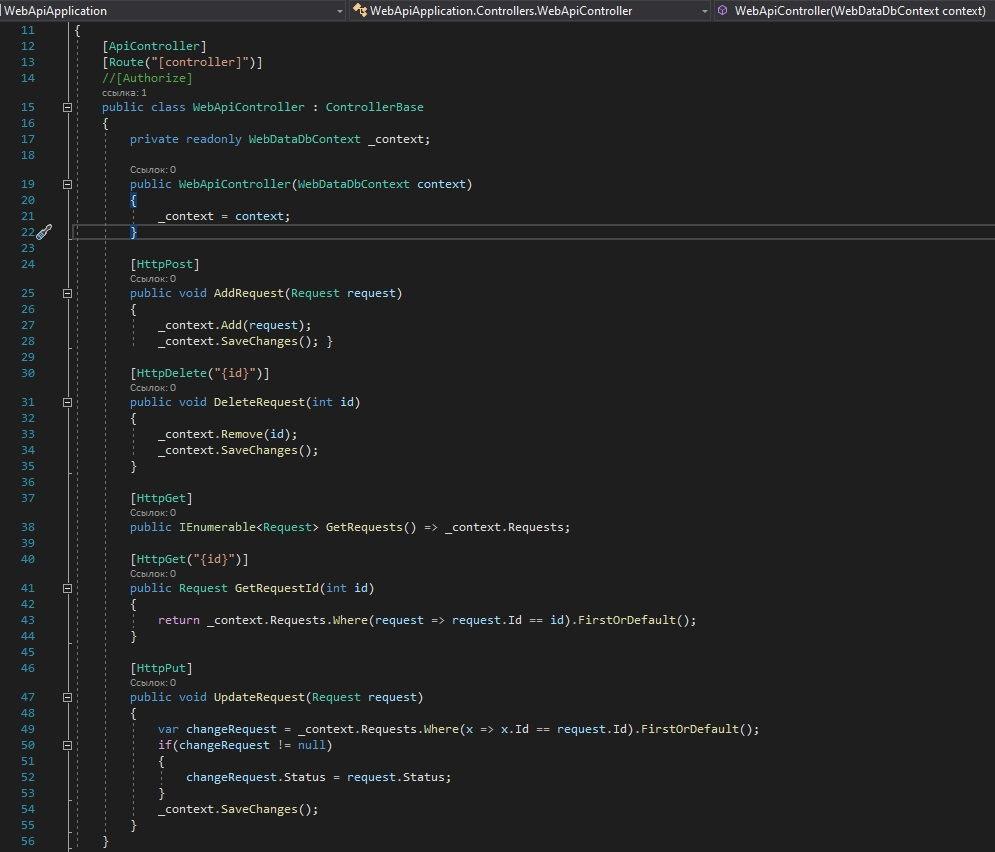 WebApiApplication WebApiApplication.Controllers.WebApiController WebApiController(WebDataDbContext context)
11 {
12 [ApiController]
13 [Route("[controller]")]
14 //[Authorize]
ссылка: 1
15 public class WebApiController : ControllerBase
16 {
17 private readonly WebDataDbContext _context;
18
Ссылок: 0
19 public WebApiController(WebDataDbContext context)
20 {
21 _context = context;
22 }
23
24 [HttpPost]
Ссылок: 0
25 public void AddRequest(Request request)
26 {
27 _context.Add(request);
28 _context.SaveChanges(); }
29
30 [HttpDelete("{id}")]
Ссылок: 0
31 public void DeleteRequest(int id)
32 {
33 _context.Remove(id);
34 _context.SaveChanges();
35 }
36
37 [HttpGet]
Ссылок: 0
38 public IEnumerable<Request> GetRequests() => _context.Requests;
39
40 [HttpGet("{id}")]
Ссылок: 0
41 public Request GetRequestId(int id)
42 {
43 return _context.Requests.Where(request => request.Id == id).FirstOrDefault();
44 }
45
46 [HttpPut]
Ссылок: 0
47 public void UpdateRequest(Request request)
48 {
49 var changeRequest = _context.Requests.Where(x => x.Id == request.Id).FirstOrDefault();
50 if(changeRequest != null)
51 {
52 changeRequest.Status = request.Status;
53 }
54 _context.SaveChanges();
55 }
56 }